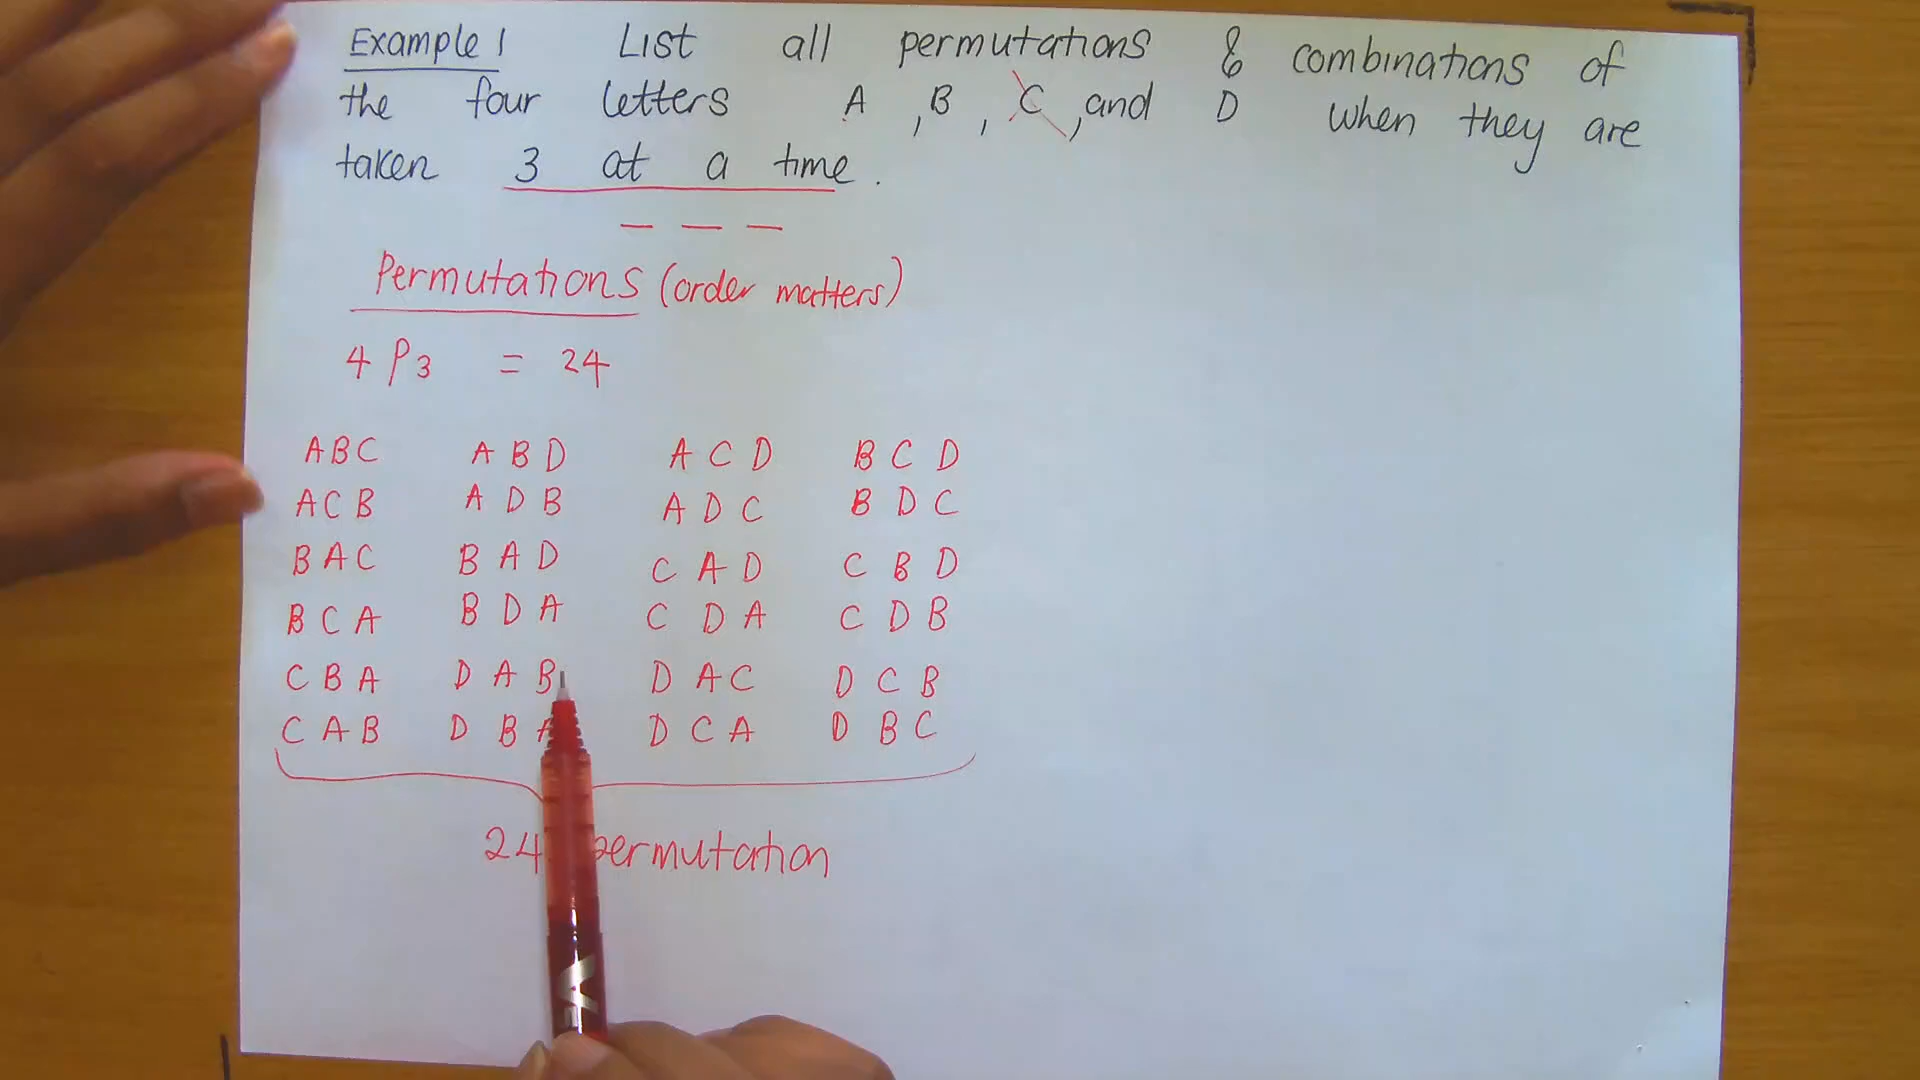 Example 1 List all permutations & combinations of
the four letters A, B, C, and D when they are
taken 3 at a time.
Permutations (order matters)
4P3 = 24
ABC ABD ACD BCD
ACB ADB ADC BDC
BAC BAD CAD CBD
BCA BDA CDA CDB
CBA DAB DAC DCB
CAB DBA DCA DBC
24 permutation